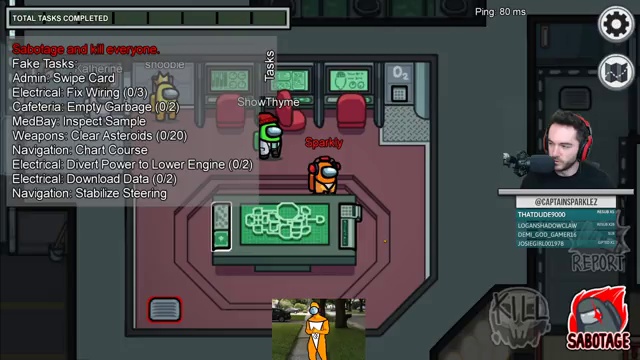 TOTAL TASKS COMPLETED
Ping: 80 ms
Sabotage and kill everyone.
Fake Tasks
Admin: Swipe Card
Electrical: Fix Wiring (0/3)
Cafeteria: Empty Garbage (0/2)
MedBay: Inspect Sample
Weapons: Clear Asteroids (0/20)
Navigation: Chart Course
Electrical: Divert Power to Lower Engine (0/2)
Electrical: Download Data (0/2)
Navigation: Stabilize Steering
Tasks
Katherine
shoobie
ShowThyme
Sparkly
O2
@CAPTAINSPARKLEZ
THATDUDE9000
LOGANSHADOWCLAW
DEMI_GOD_GAMER16
JOSIEGIRL001978
REPORT
KILL
SABOTAGE